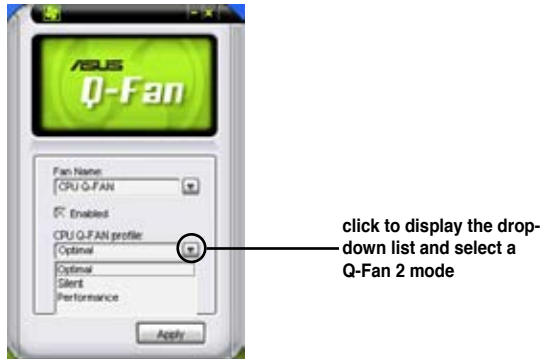 ASUS
Q-Fan
Fan Name:
CPU Q-FAN
Enabled
CPU Q-FAN profile:
Optimal
Optimal
Silent
Performance
Apply
click to display the drop-
down list and select a
Q-Fan 2 mode